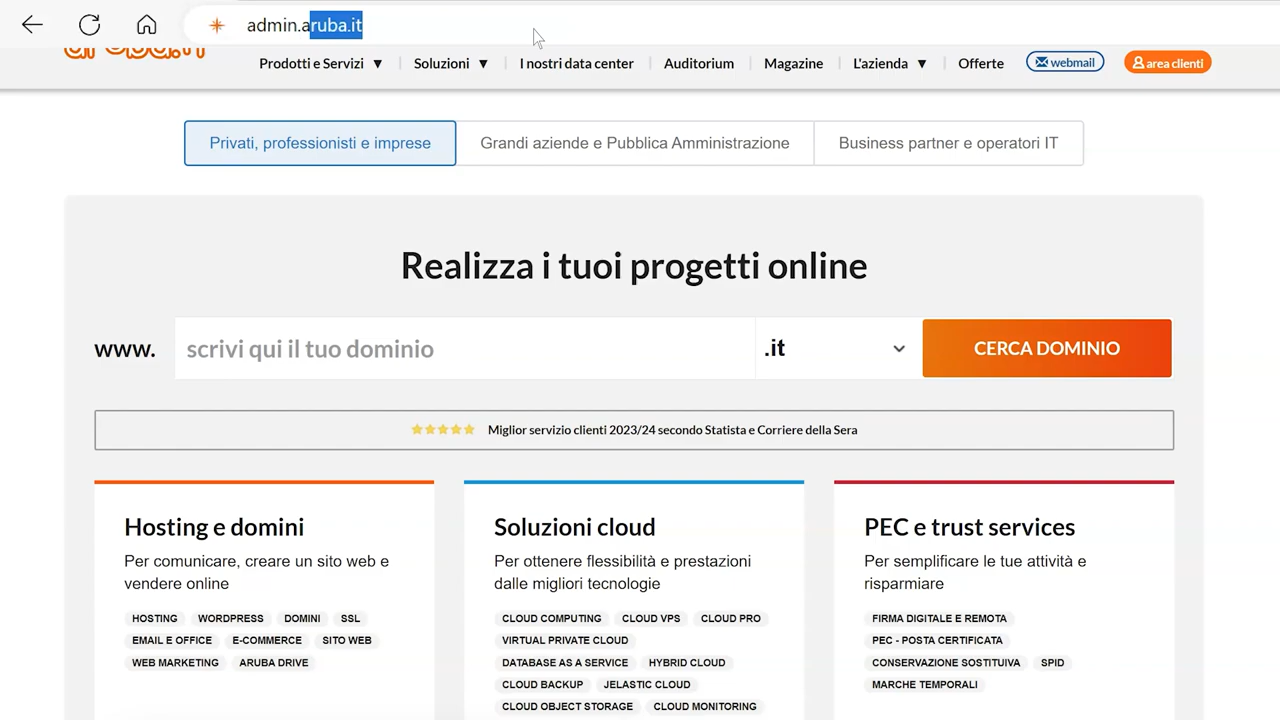 admin.aruba.it
Prodotti e Servizi ▼ Soluzioni ▼ I nostri data center Auditorium Magazine L'azienda ▼ Offerte webmail area clienti
Privati, professionisti e imprese Grandi aziende e Pubblica Amministrazione Business partner e operatori IT
Realizza i tuoi progetti online
www. scrivi qui il tuo dominio .it CERCA DOMINIO
Miglior servizio clienti 2023/24 secondo Statista e Corriere della Sera
Hosting e domini
Per comunicare, creare un sito web e
vendere online
HOSTING WORDPRESS DOMINI SSL
EMAIL E OFFICE E-COMMERCE SITO WEB
WEB MARKETING ARUBA DRIVE
Soluzioni cloud
Per ottenere flessibilità e prestazioni
dalle migliori tecnologie
CLOUD COMPUTING CLOUD VPS CLOUD PRO
VIRTUAL PRIVATE CLOUD
DATABASE AS A SERVICE HYBRID CLOUD
CLOUD BACKUP JELASTIC CLOUD
CLOUD OBJECT STORAGE CLOUD MONITORING
PEC e trust services
Per semplificare le tue attività e
risparmiare
FIRMA DIGITALE E REMOTA
PEC - POSTA CERTIFICATA
CONSERVAZIONE SOSTITUIVA SPID
MARCHE TEMPORALI